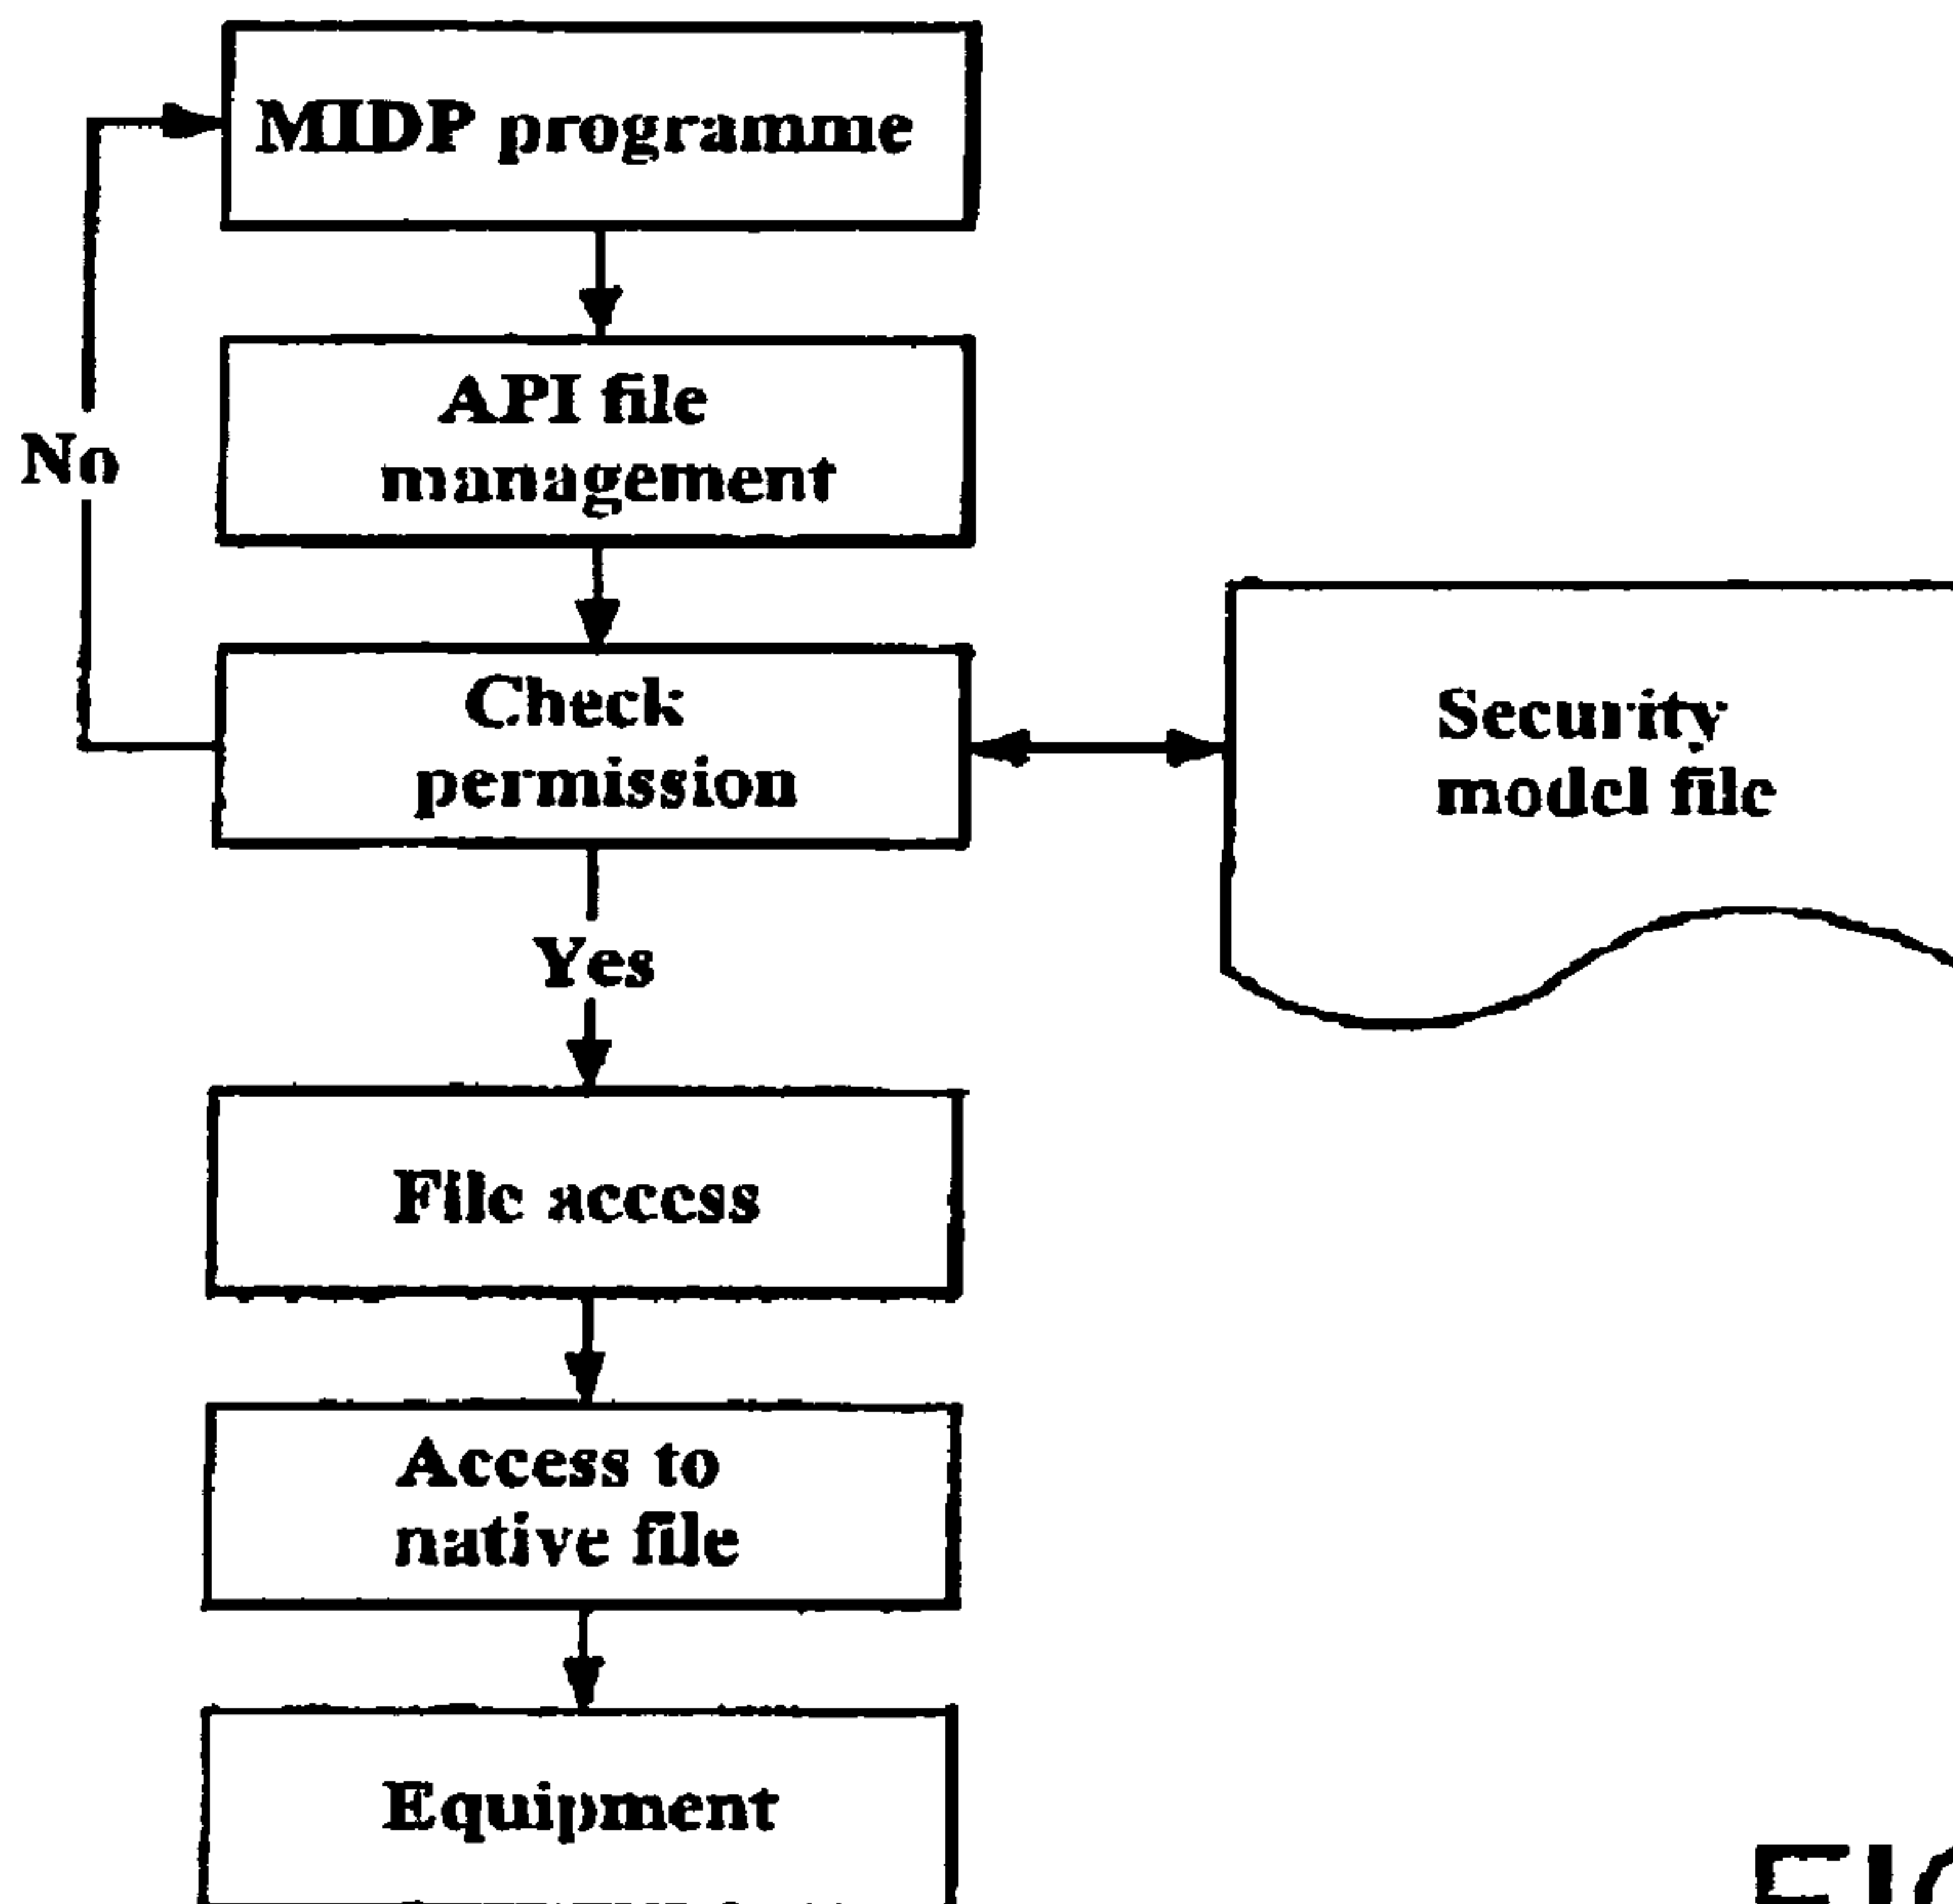 MIDP programme
API file
management
No
Check
permission
Security
model file
Yes
File access
Access to
native file
Equipment